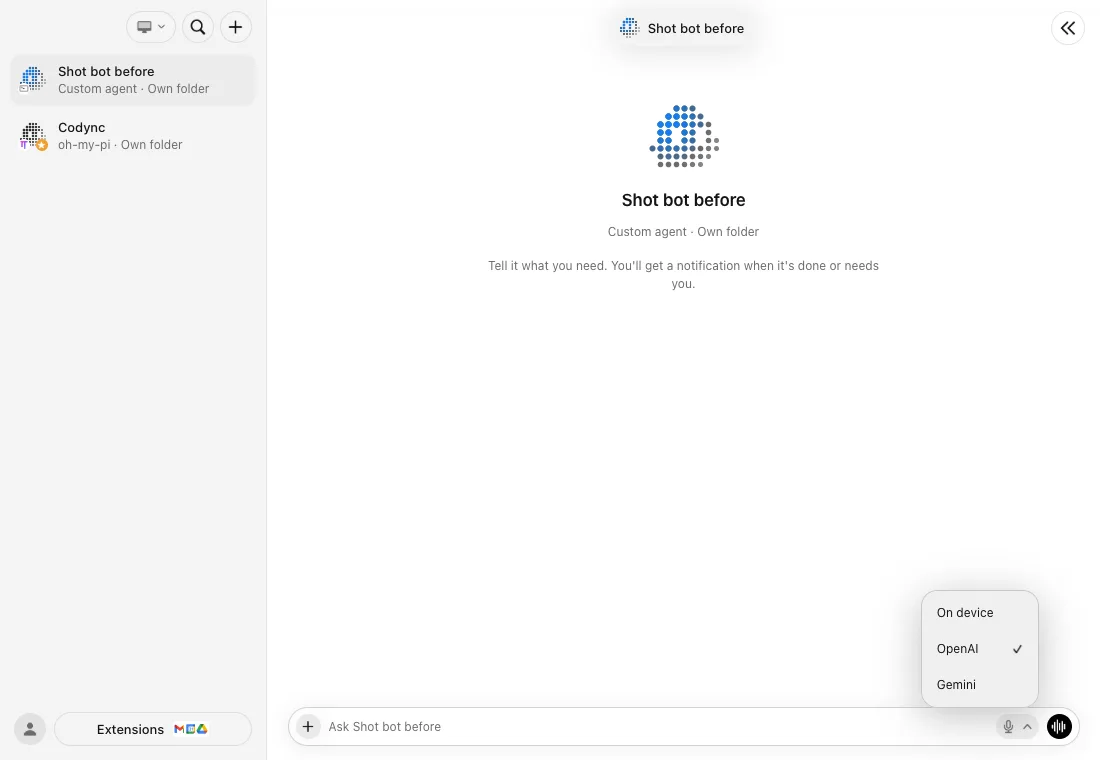 Shot bot before
Custom agent · Own folder
Codync
oh-my-pi · Own folder
Extensions
Shot bot before
Shot bot before
Custom agent · Own folder
Tell it what you need. You'll get a notification when it's done or needs
you.
On device
OpenAI
Gemini
Ask Shot bot before